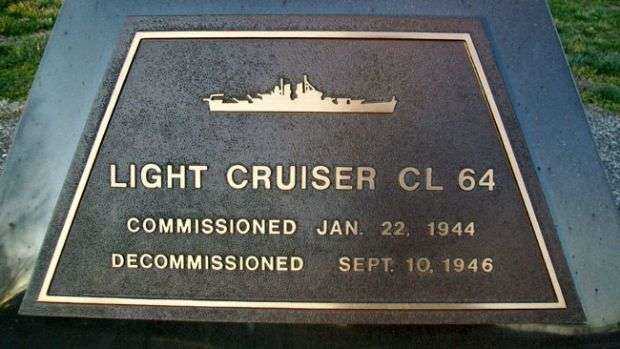 LIGHT CRUISER CL 64
COMMISSIONED JAN. 22, 1944
DECOMMISSIONED SEPT. 10, 1946